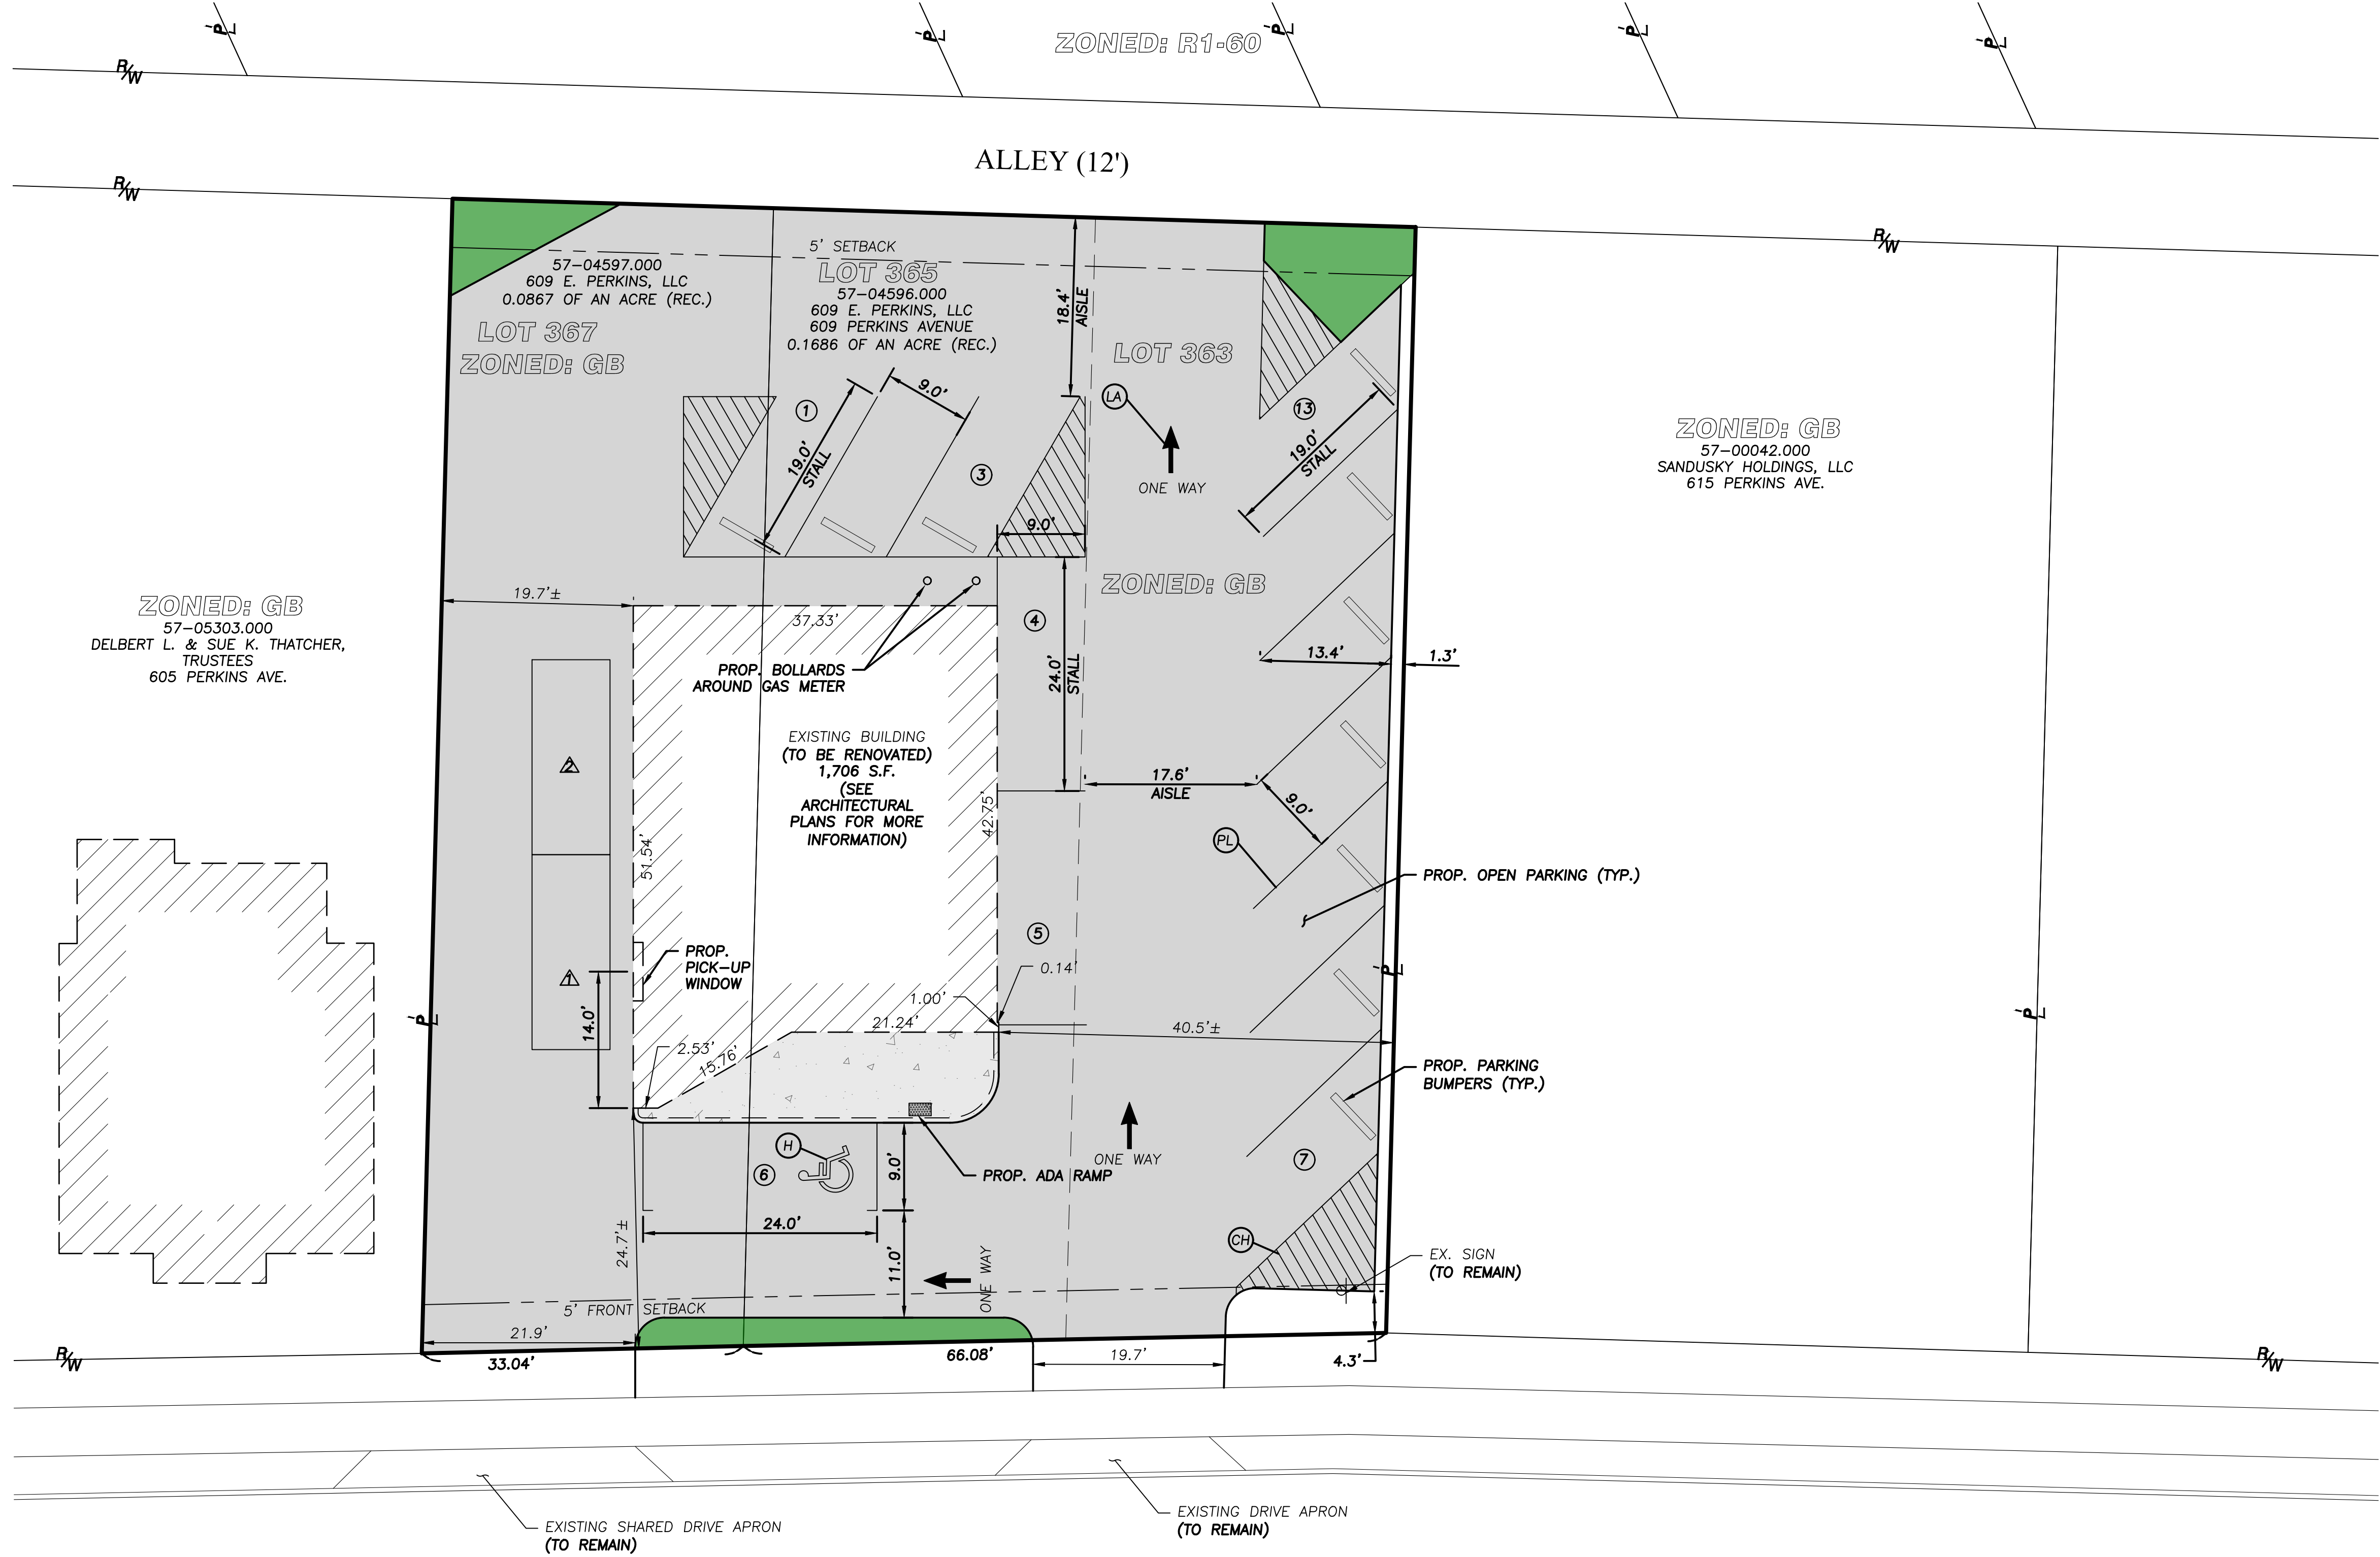 P/L
P/L
P/L
P/L
P/L
ZONED: R1-60
R/W
ALLEY (12')
R/W
R/W
5' SETBACK
57-04597.000
609 E. PERKINS, LLC
0.0867 OF AN ACRE (REC.)
LOT 367
ZONED: GB
LOT 365
57-04596.000
609 E. PERKINS, LLC
609 PERKINS AVENUE
0.1686 OF AN ACRE (REC.)
18.4'
AISLE
LOT 363
LA
ONE WAY
1
19.0'
STALL
9.0'
3
9.0'
13
19.0'
STALL
ZONED: GB
57-00042.000
SANDUSKY HOLDINGS, LLC
615 PERKINS AVE.
ZONED: GB
57-05303.000
DELBERT L. & SUE K. THATCHER,
TRUSTEES
605 PERKINS AVE.
19.7'±
37.33'
ZONED: GB
4
24.0'
STALL
13.4'
1.3'
PROP. BOLLARDS
AROUND GAS METER
EXISTING BUILDING
(TO BE RENOVATED)
1,706 S.F.
(SEE
ARCHITECTURAL
PLANS FOR MORE
INFORMATION)
2
42.75'
51.54'
17.6'
AISLE
9.0'
PL
PROP. OPEN PARKING (TYP.)
5
PROP.
PICK-UP
WINDOW
1
14.0'
0.14'
1.00'
21.24'
40.5'±
2.53'
15.76'
P/L
P/L
P/L
PROP. PARKING
BUMPERS (TYP.)
H
6
9.0'
PROP. ADA RAMP
ONE WAY
7
24.0'
24.7'±
11.0'
ONE WAY
CH
EX. SIGN
(TO REMAIN)
5' FRONT SETBACK
21.9'
33.04'
66.08'
19.7'
4.3'
R/W
R/W
EXISTING SHARED DRIVE APRON
(TO REMAIN)
EXISTING DRIVE APRON
(TO REMAIN)